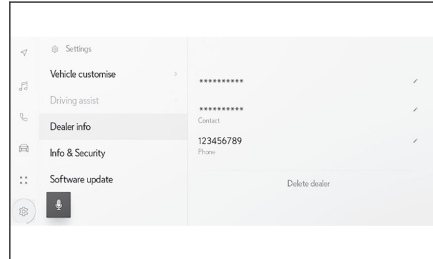 Settings
Vehicle customise
Driving assist
Dealer info
Info & Security
Software update
**********
**********
Contact
123456789
Phone
Delete dealer